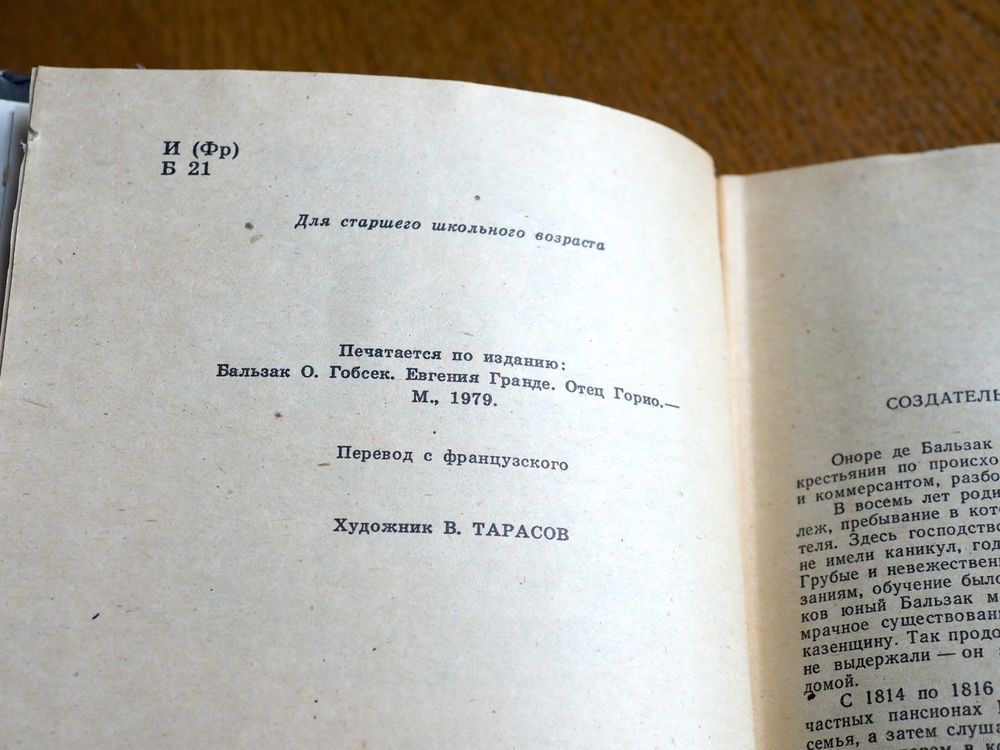 И (Фр)
Б 21
Для старшего школьного возраста
Печатается по изданию:
Бальзак О. Гобсек. Евгения Гранде. Отец Горио.—
М., 1979.
Перевод с французского
Художник В. ТАРАСОВ
СОЗДАТЕЛЬ
Оноре де Бальзак
крестьянин по происхо
и коммерсантом, разбо
В восемь лет роди
леж, пребывание в кото
теля. Здесь господство
не имели каникул, год
Грубые и невежествен
заниям, обучение было
ков юный Бальзак м
мрачное существован
казенщину. Так продо
не выдержали — он
домой.
С 1814 по 1816
частных пансионах
семья, а затем слуша